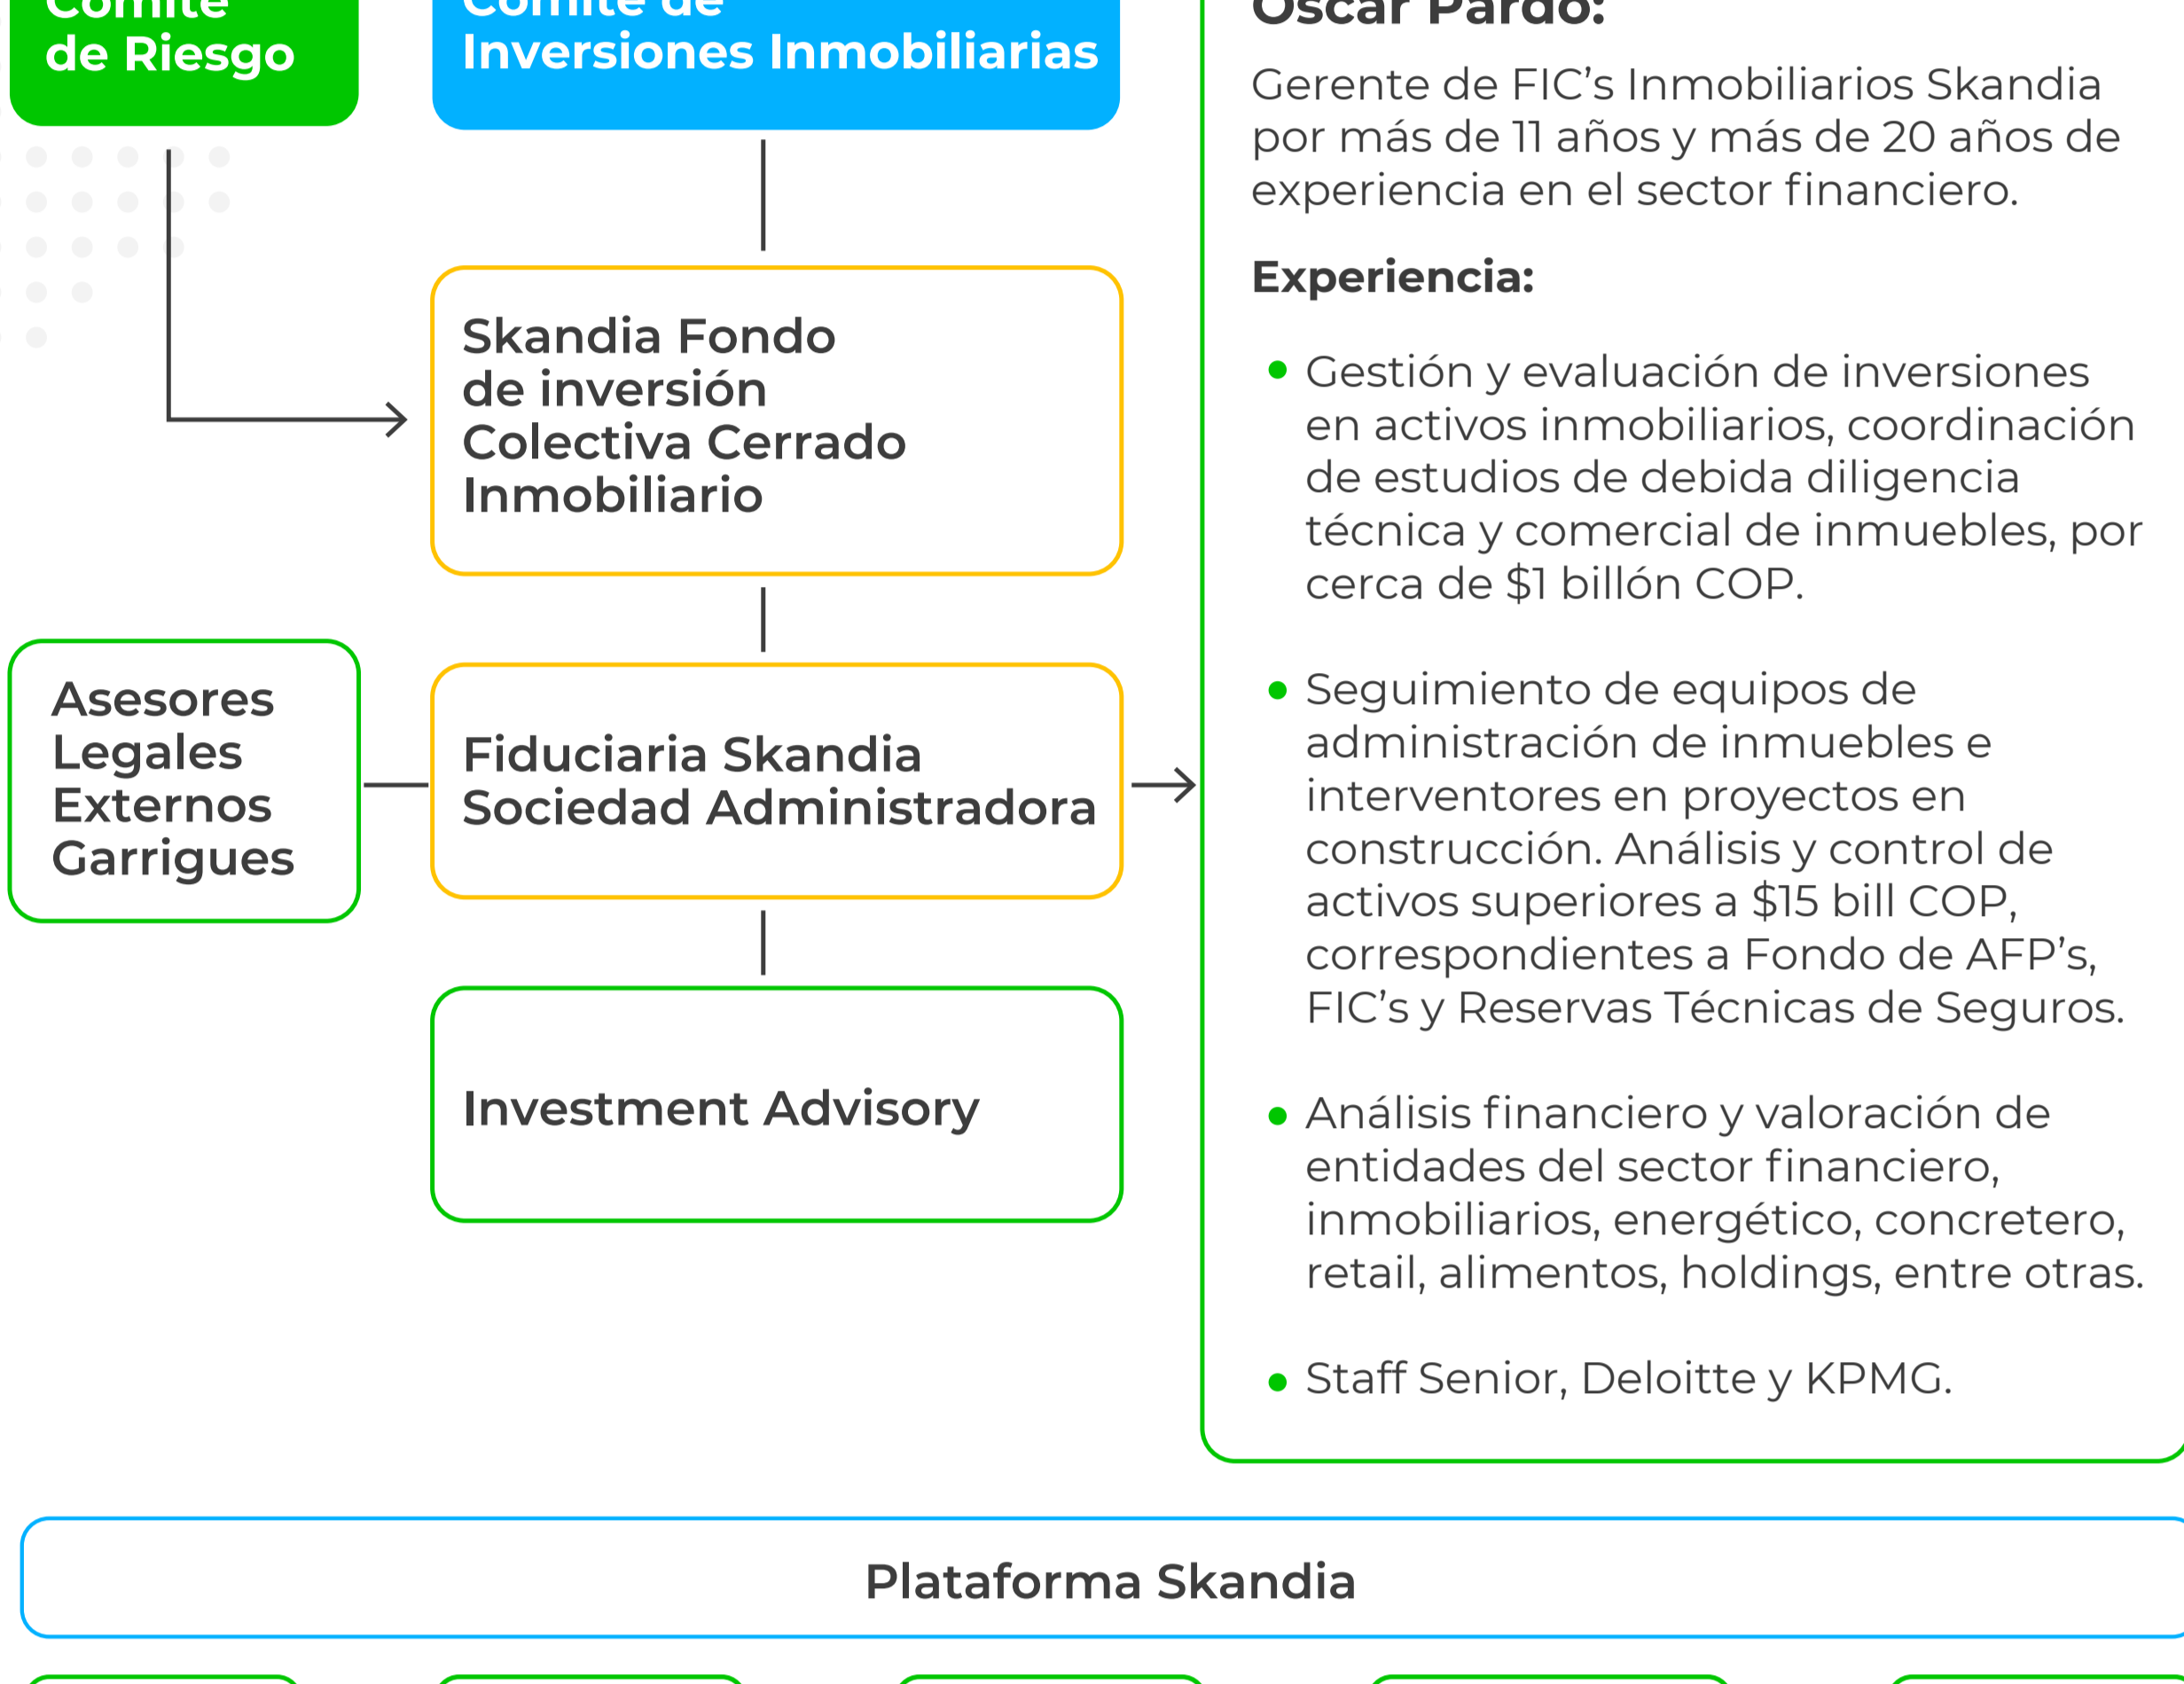 Comité
de Riesgo
Comité de
Inversiones Inmobiliarias
Skandia Fondo
de inversión
Colectiva Cerrado
Inmobiliario
Asesores
Legales
Externos
Garrigues
Fiduciaria Skandia
Sociedad Administradora
Investment Advisory
Oscar Pardo:
Gerente de FIC’s Inmobiliarios Skandia
por más de 11 años y más de 20 años de
experiencia en el sector financiero.
Experiencia:
Gestión y evaluación de inversiones
en activos inmobiliarios, coordinación
de estudios de debida diligencia
técnica y comercial de inmuebles, por
cerca de $1 billón COP.
Seguimiento de equipos de
administración de inmuebles e
interventores en proyectos en
construcción. Análisis y control de
activos superiores a $15 bill COP,
correspondientes a Fondo de AFP’s,
FIC’s y Reservas Técnicas de Seguros.
Análisis financiero y valoración de
entidades del sector financiero,
inmobiliarios, energético, concretero,
retail, alimentos, holdings, entre otras.
Staff Senior, Deloitte y KPMG.
Plataforma Skandia